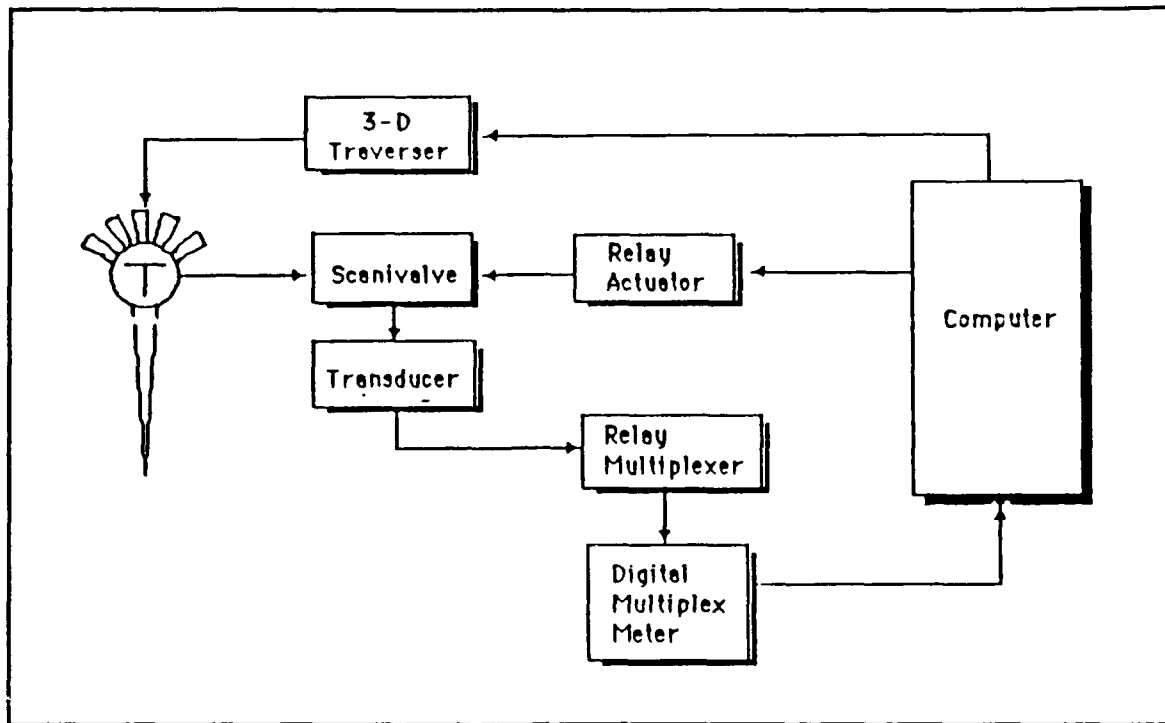 3-D
Traverser
T
Scanivalve
Relay
Actuator
Computer
Transducer
Relay
Multiplexer
Digital
Multiplex
Meter